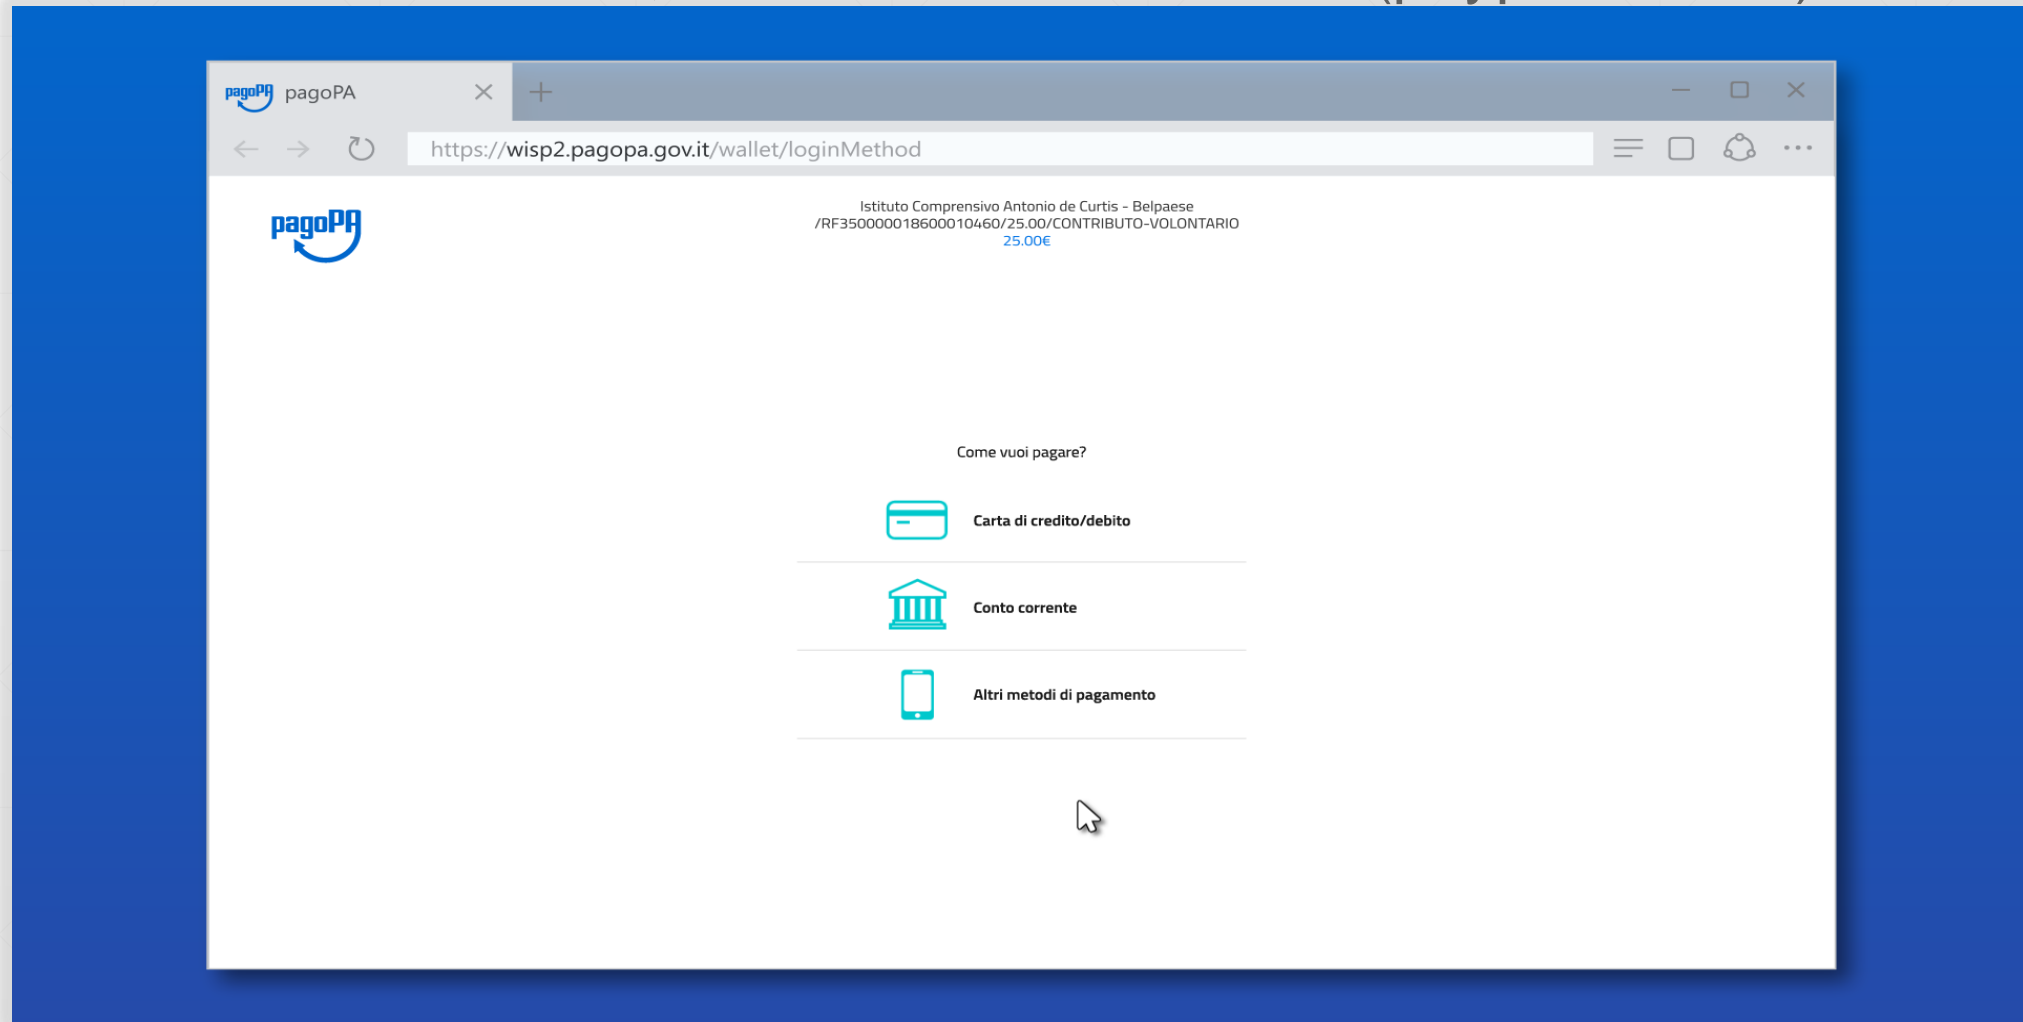 pagoPA pagoPA
https://wisp2.pagopa.gov.it/wallet/loginMethod
pagoPA
Istituto Comprensivo Antonio de Curtis - Belpaese
/RF350000018600010460/25.00/CONTRIBUTO-VOLONTARIO
25.00€
Come vuoi pagare?
Carta di credito/debito
Conto corrente
Altri metodi di pagamento